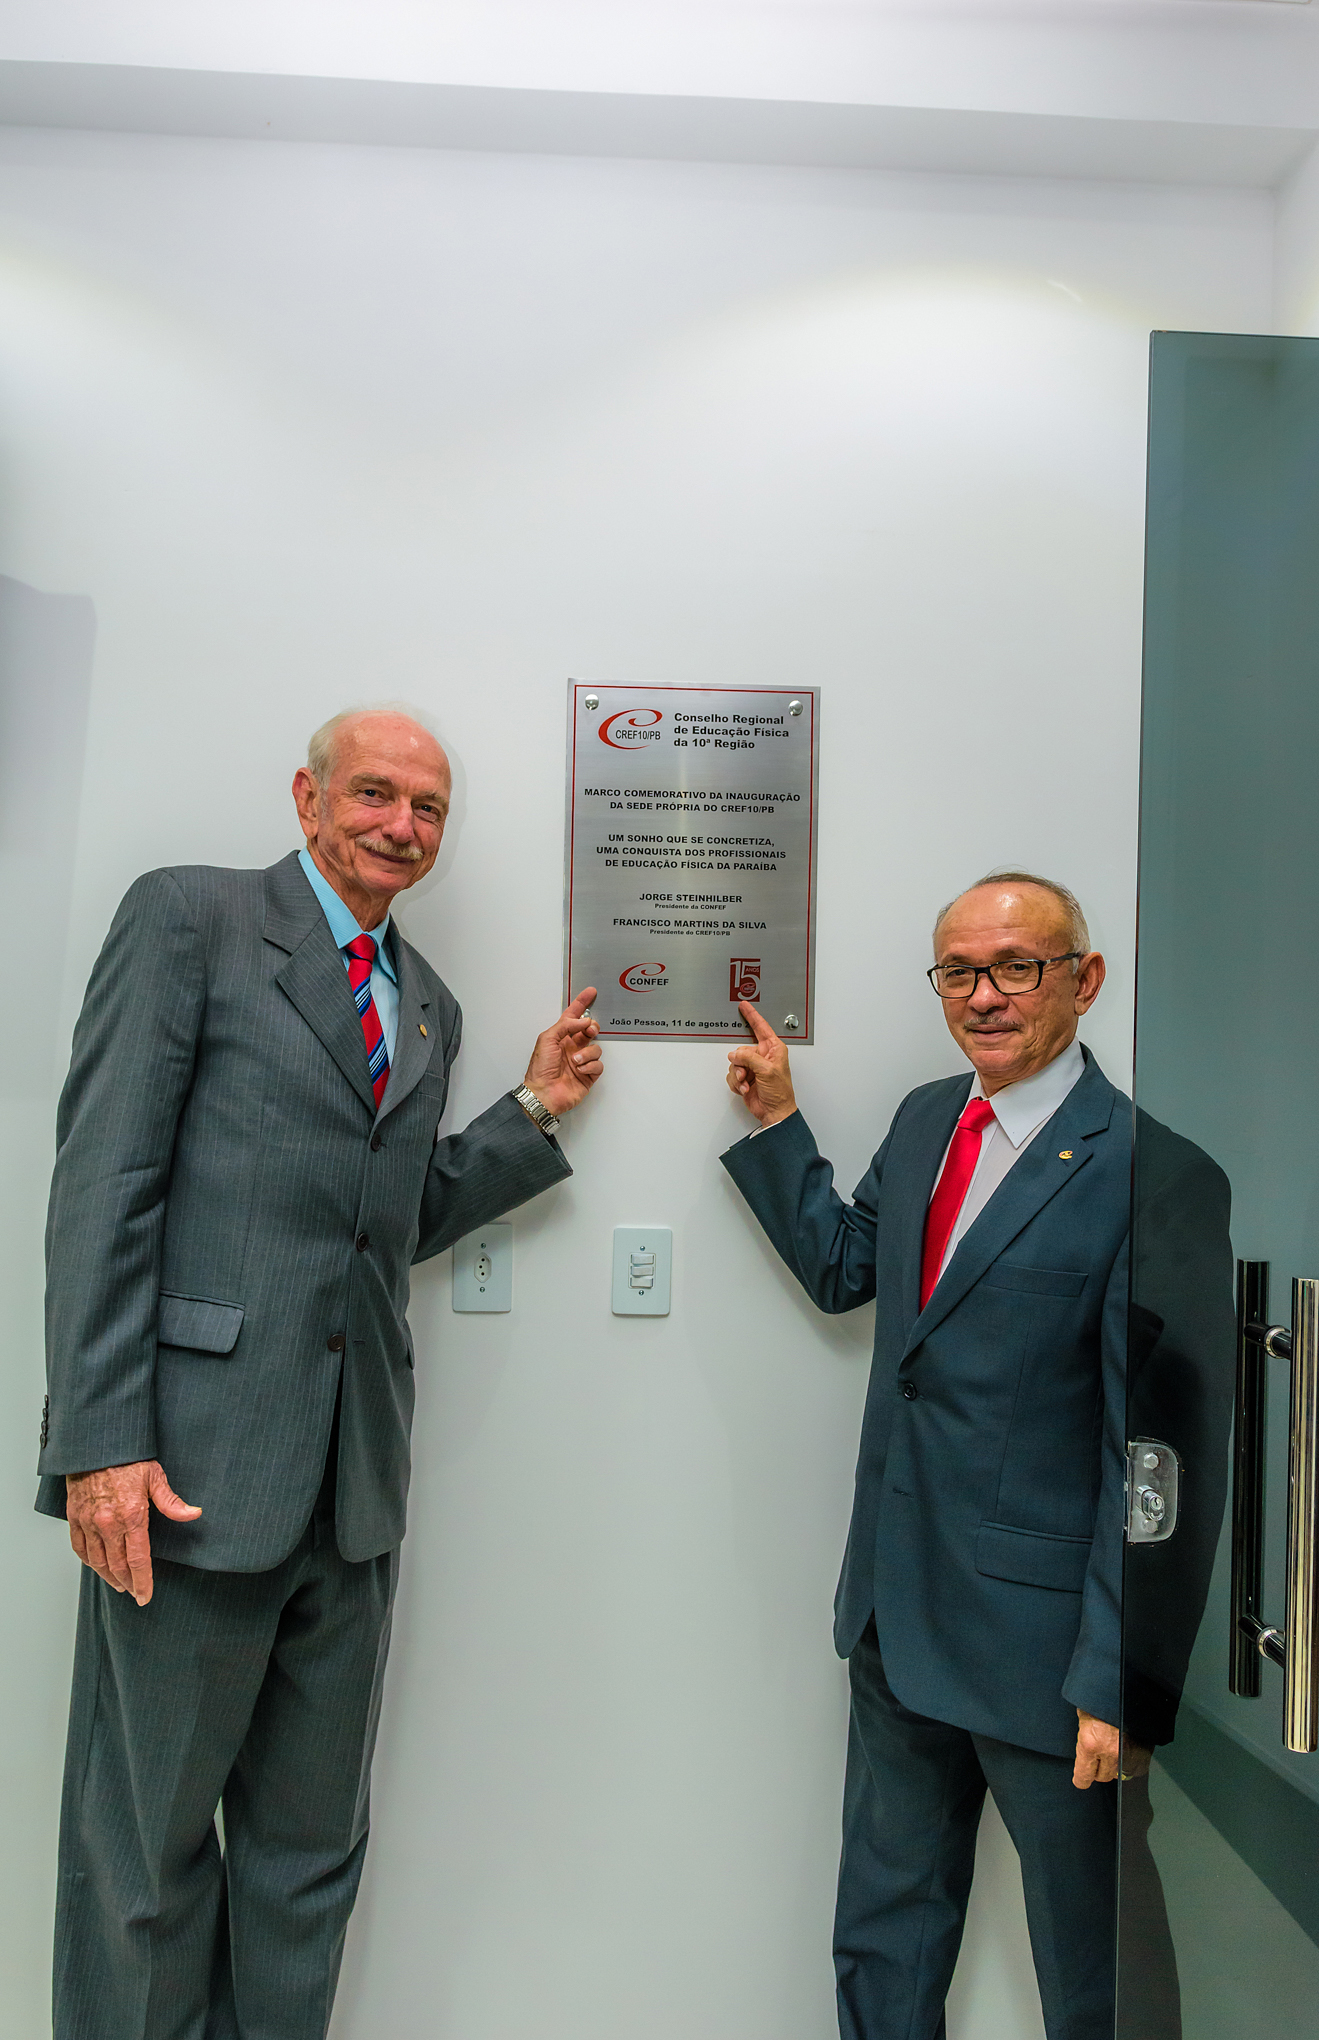 CREF10/PB
Conselho Regional
de Educação Física
da 10ª Região
MARCO COMEMORATIVO DA INAUGURAÇÃO
DA SEDE PRÓPRIA DO CREF10/PB
UM SONHO QUE SE CONCRETIZA,
UMA CONQUISTA DOS PROFISSIONAIS
DE EDUCAÇÃO FÍSICA DA PARAÍBA
JORGE STEINHILBER
Presidente da CONFEF
FRANCISCO MARTINS DA SILVA
Presidente do CREF10/PB
CONFEF
15
ANOS
João Pessoa, 11 de agosto de